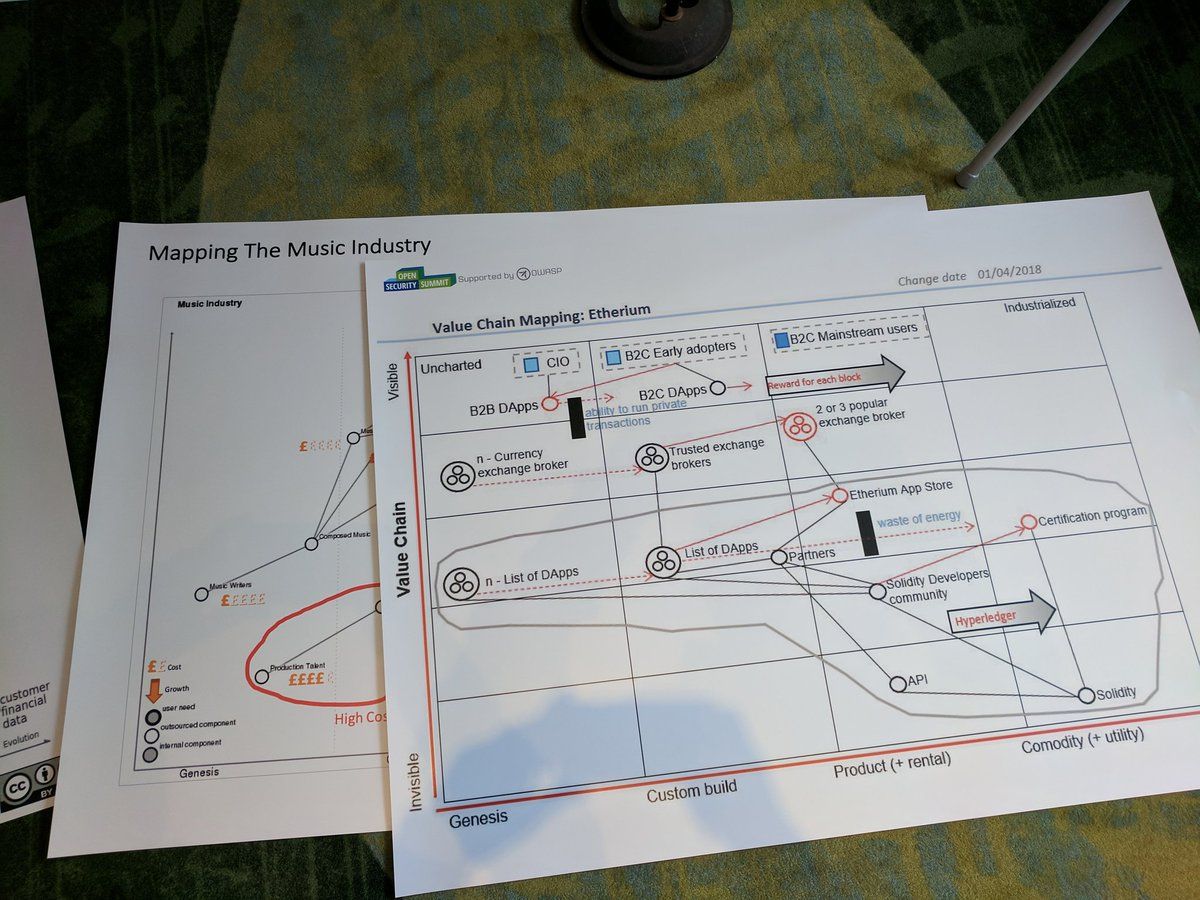 Mapping The Music Industry
Music Industry
££££
Composed Music
Music Writers
£££££
Production Talent
££££
High Cos
££ Cost
Growth
user need
outsourced component
internal component
Genesis
customer
financial
data
Evolution
CC
BY
OPEN
SECURITY SUMMIT
Supported by OWASP
Change date 01/04/2018
Value Chain Mapping: Etherium
Visible
Value Chain
Invisible
Uncharted
Industrialized
CIO
B2C Early adopters
B2C Mainstream users
B2B DApps
B2C DApps
Reward for each block
ability to run private
transactions
2 or 3 popular
exchange broker
n - Currency
exchange broker
Trusted exchange
brokers
Etherium App Store
waste of energy
Certification program
n - List of DApps
List of DApps
Partners
Solidity Developers
community
Hyperledger
API
Solidity
Genesis
Custom build
Product (+ rental)
Comodity (+ utility)